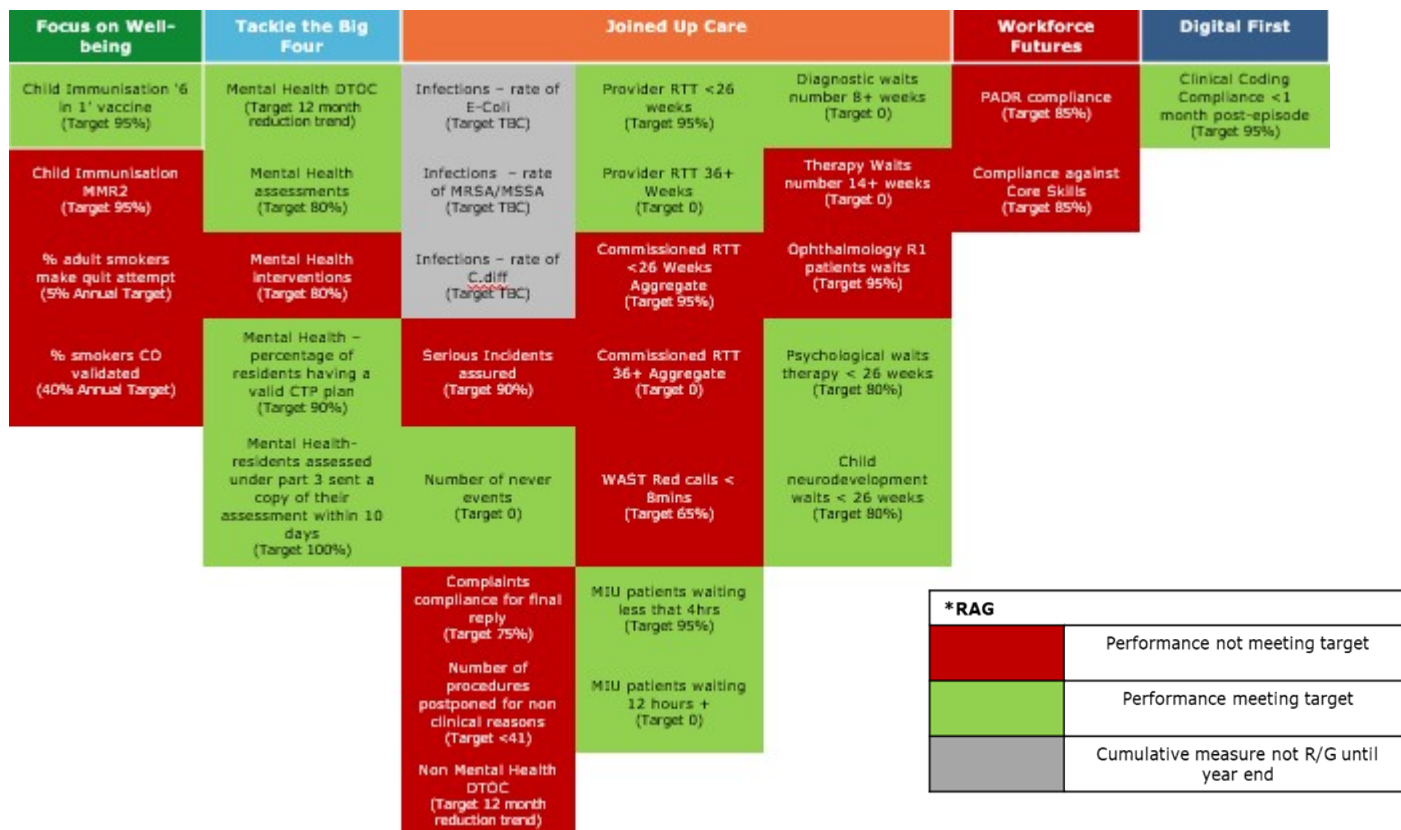 Focus on Well-
being
Tackle the Big
Four
Joined Up Care
Workforce
Futures
Digital First
Child Immunisation '6
in 1' vaccine
(Target 95%)
Child Immunisation
MMR2
(Target 95%)
% adult smokers
make quit attempt
(5% Annual Target)
% smokers CO
validated
(40% Annual Target)
Mental Health DTOC
(Target 12 month
reduction trend)
Mental Health
assessments
(Target 80%)
Mental Health
interventions
(Target 80%)
Mental Health –
percentage of
residents having a
valid CTP plan
(Target 90%)
Mental Health-
residents assessed
under part 3 sent a
copy of their
assessment within 10
days
(Target 100%)
Infections – rate of
E-Coli
(Target TBC)
Infections – rate
of MRSA/MSSA
(Target TBC)
Infections – rate of
C.diff
(Target TBC)
Serious Incidents
assured
(Target 90%)
Number of never
events
(Target 0)
Complaints
compliance for final
reply
(Target 75%)
Number of
procedures
postponed for non
clinical reasons
(Target <41)
Non Mental Health
DTOC
(Target 12 month
reduction trend)
Provider RTT <26
weeks
(Target 95%)
Provider RTT 36+
Weeks
(Target 0)
Commissioned RTT
<26 Weeks
Aggregate
(Target 95%)
Commissioned RTT
36+ Aggregate
(Target 0)
WAST Red calls <
8mins
(Target 65%)
MIU patients waiting
less that 4hrs
(Target 95%)
MIU patients waiting
12 hours +
(Target 0)
Diagnostic waits
number 8+ weeks
(Target 0)
Therapy Waits
number 14+ weeks
(Target 0)
Ophthalmology R1
patients waits
(Target 95%)
Psychological waits
therapy < 26 weeks
(Target 80%)
Child
neurodevelopment
waits < 26 weeks
(Target 80%)
PADR compliance
(Target 85%)
Compliance against
Core Skills
(Target 85%)
Clinical Coding
Compliance <1
month post-episode
(Target 95%)
*RAG
Performance not meeting target
Performance meeting target
Cumulative measure not R/G until
year end